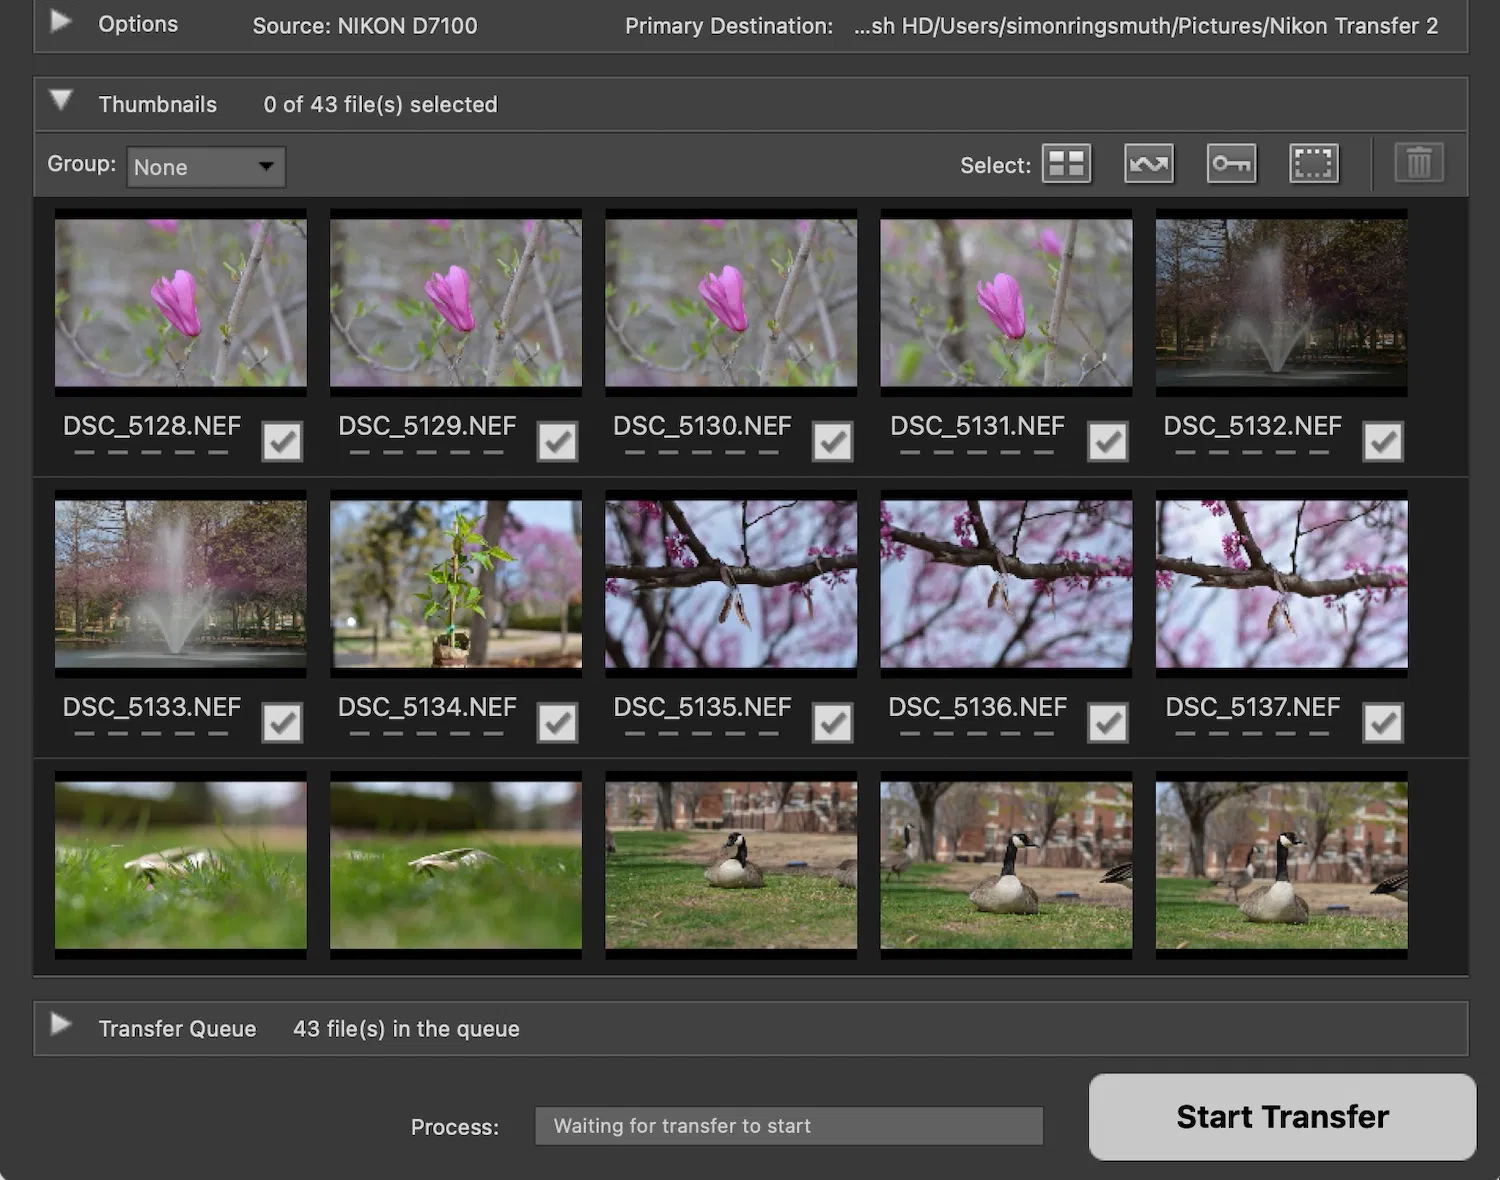 Options Source: NIKON D7100 Primary Destination: ...sh HD/Users/simonringsmuth/Pictures/Nikon Transfer 2
Thumbnails 0 of 43 file(s) selected
Group: None Select:
DSC_5128.NEF DSC_5129.NEF DSC_5130.NEF DSC_5131.NEF DSC_5132.NEF
DSC_5133.NEF DSC_5134.NEF DSC_5135.NEF DSC_5136.NEF DSC_5137.NEF
Transfer Queue 43 file(s) in the queue
Process: Waiting for transfer to start Start Transfer